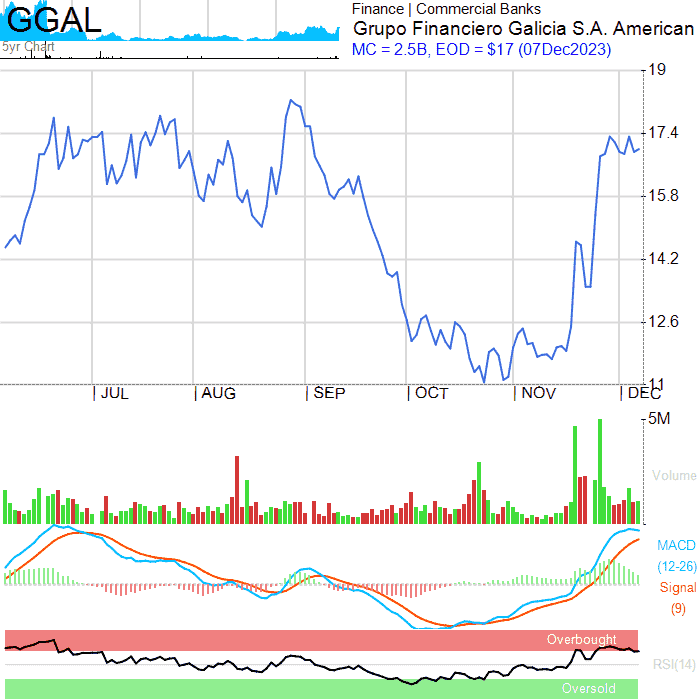 GGAL
5yr Chart
Finance | Commercial Banks
Grupo Financiero Galicia S.A. American
MC = 2.5B, EOD = $17 (07Dec2023)
19
17.4
15.8
14.2
12.6
11
JUL
AUG
SEP
OCT
NOV
DEC
5M
Volume
MACD
(12-26)
Signal
(9)
Overbought
RSI(14)
Oversold